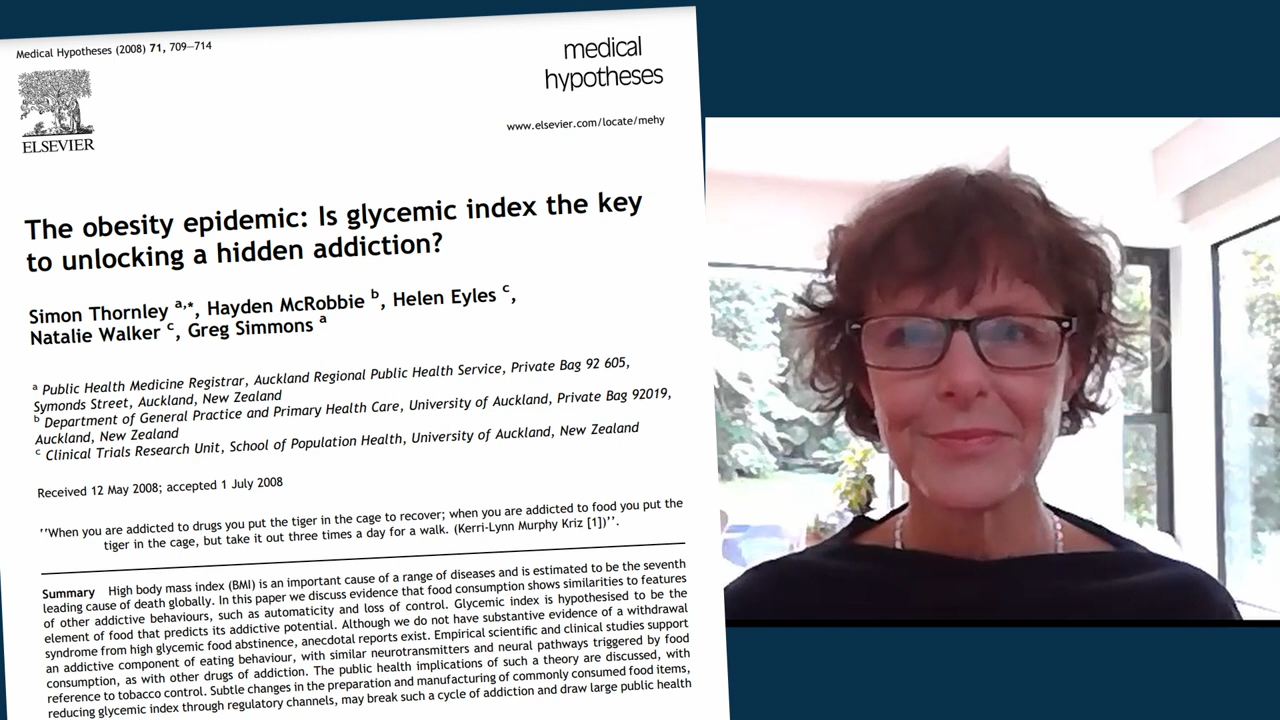 Medical Hypotheses (2008) 71, 709–714
ELSEVIER
medical
hypotheses
www.elsevier.com/locate/mehy
The obesity epidemic: Is glycemic index the key
to unlocking a hidden addiction?
Simon Thornley a,*, Hayden McRobbie b, Helen Eyles c,
Natalie Walker c, Greg Simmons a
a Public Health Medicine Registrar, Auckland Regional Public Health Service, Private Bag 92 605,
Symonds Street, Auckland, New Zealand
b Department of General Practice and Primary Health Care, University of Auckland, Private Bag 92019,
Auckland, New Zealand
c Clinical Trials Research Unit, School of Population Health, University of Auckland, New Zealand
Received 12 May 2008; accepted 1 July 2008
‘‘When you are addicted to drugs you put the tiger in the cage to recover; when you are addicted to food you put the
tiger in the cage, but take it out three times a day for a walk. (Kerri-Lynn Murphy Kriz [1])’’.
Summary High body mass index (BMI) is an important cause of a range of diseases and is estimated to be the seventh
leading cause of death globally. In this paper we discuss evidence that food consumption shows similarities to features
of other addictive behaviours, such as automaticity and loss of control. Glycemic index is hypothesised to be the
element of food that predicts its addictive potential. Although we do not have substantive evidence of a withdrawal
syndrome from high glycemic food abstinence, anecdotal reports exist. Empirical scientific and clinical studies support
an addictive component of eating behaviour, with similar neurotransmitters and neural pathways triggered by food
consumption, as with other drugs of addiction. The public health implications of such a theory are discussed, with
reference to tobacco control. Subtle changes in the preparation and manufacturing of commonly consumed food items,
reducing glycemic index through regulatory channels, may break such a cycle of addiction and draw large public health